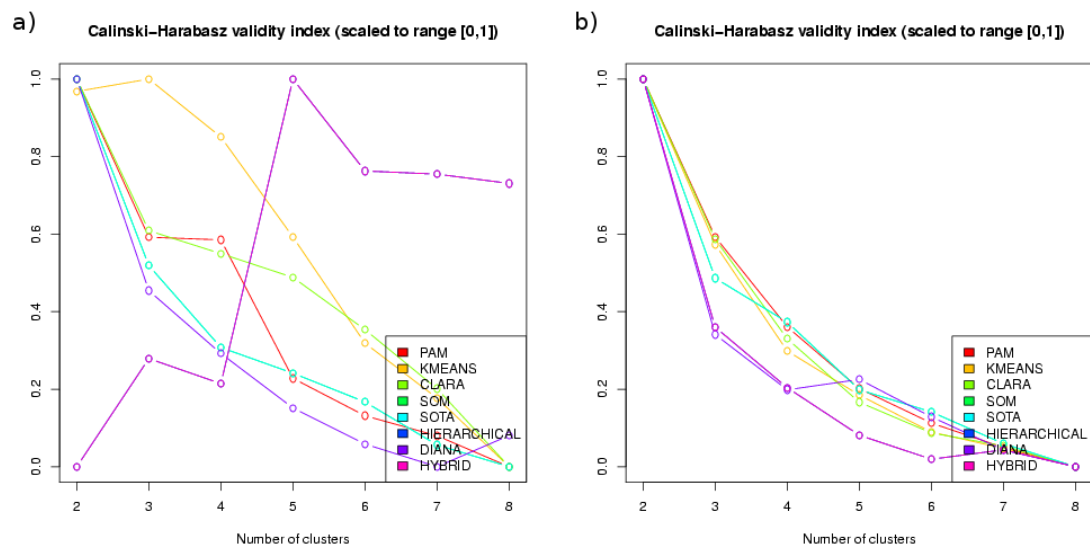 a)
Calinski-Harabasz validity index (scaled to range [0,1])
1.0
0.8
0.6
0.4
0.2
0.0
PAM
KMEANS
CLARA
SOM
SOTA
HIERARCHICAL
DIANA
HYBRID
2 3 4 5 6 7 8
Number of clusters
b)
Calinski-Harabasz validity index (scaled to range [0,1])
1.0
0.8
0.6
0.4
0.2
0.0
PAM
KMEANS
CLARA
SOM
SOTA
HIERARCHICAL
DIANA
HYBRID
2 3 4 5 6 7 8
Number of clusters